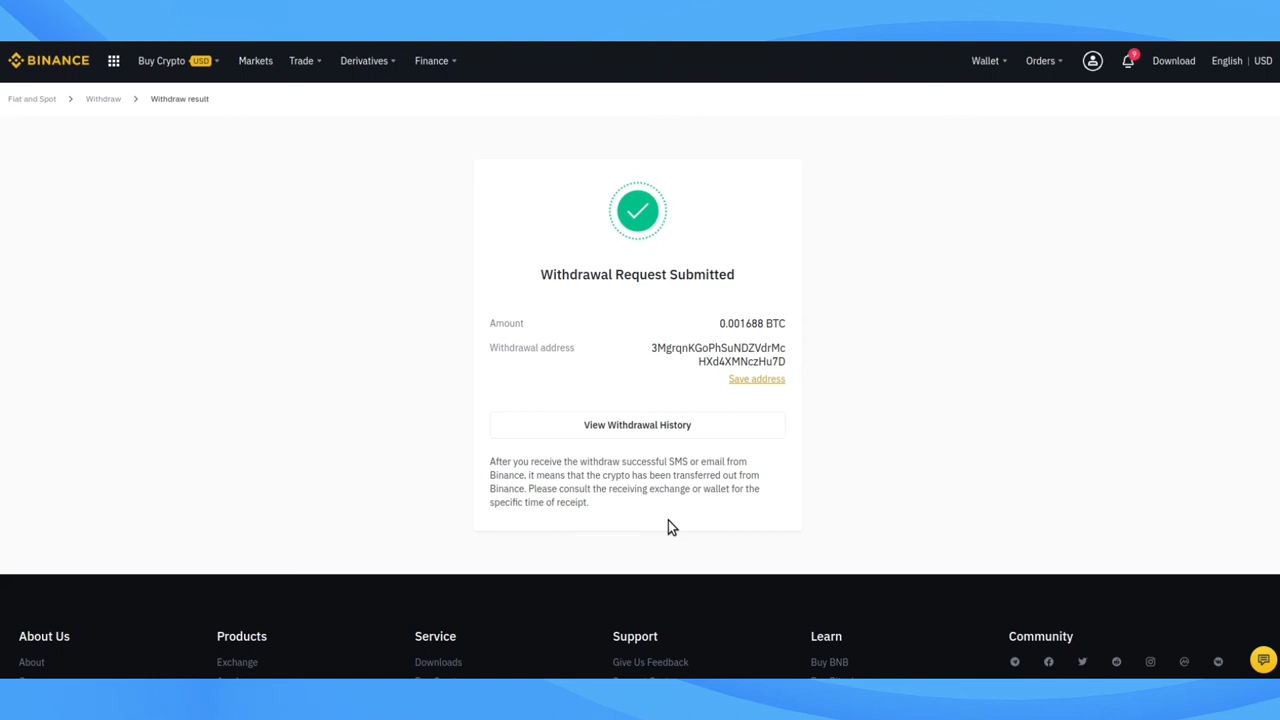 BINANCE
Buy Crypto USD
Markets
Trade
Derivatives
Finance
Wallet
Orders
9
Download
English | USD
Fiat and Spot
Withdraw
Withdraw result
Withdrawal Request Submitted
Amount
0.001688 BTC
Withdrawal address
3MgrqnKGoPhSuNDZVdrMc
HXd4XMNczHu7D
Save address
View Withdrawal History
After you receive the withdraw successful SMS or email from
Binance, it means that the crypto has been transferred out from
Binance. Please consult the receiving exchange or wallet for the
specific time of receipt.
About Us
Products
Service
Support
Learn
Community
About
Exchange
Downloads
Give Us Feedback
Buy BNB